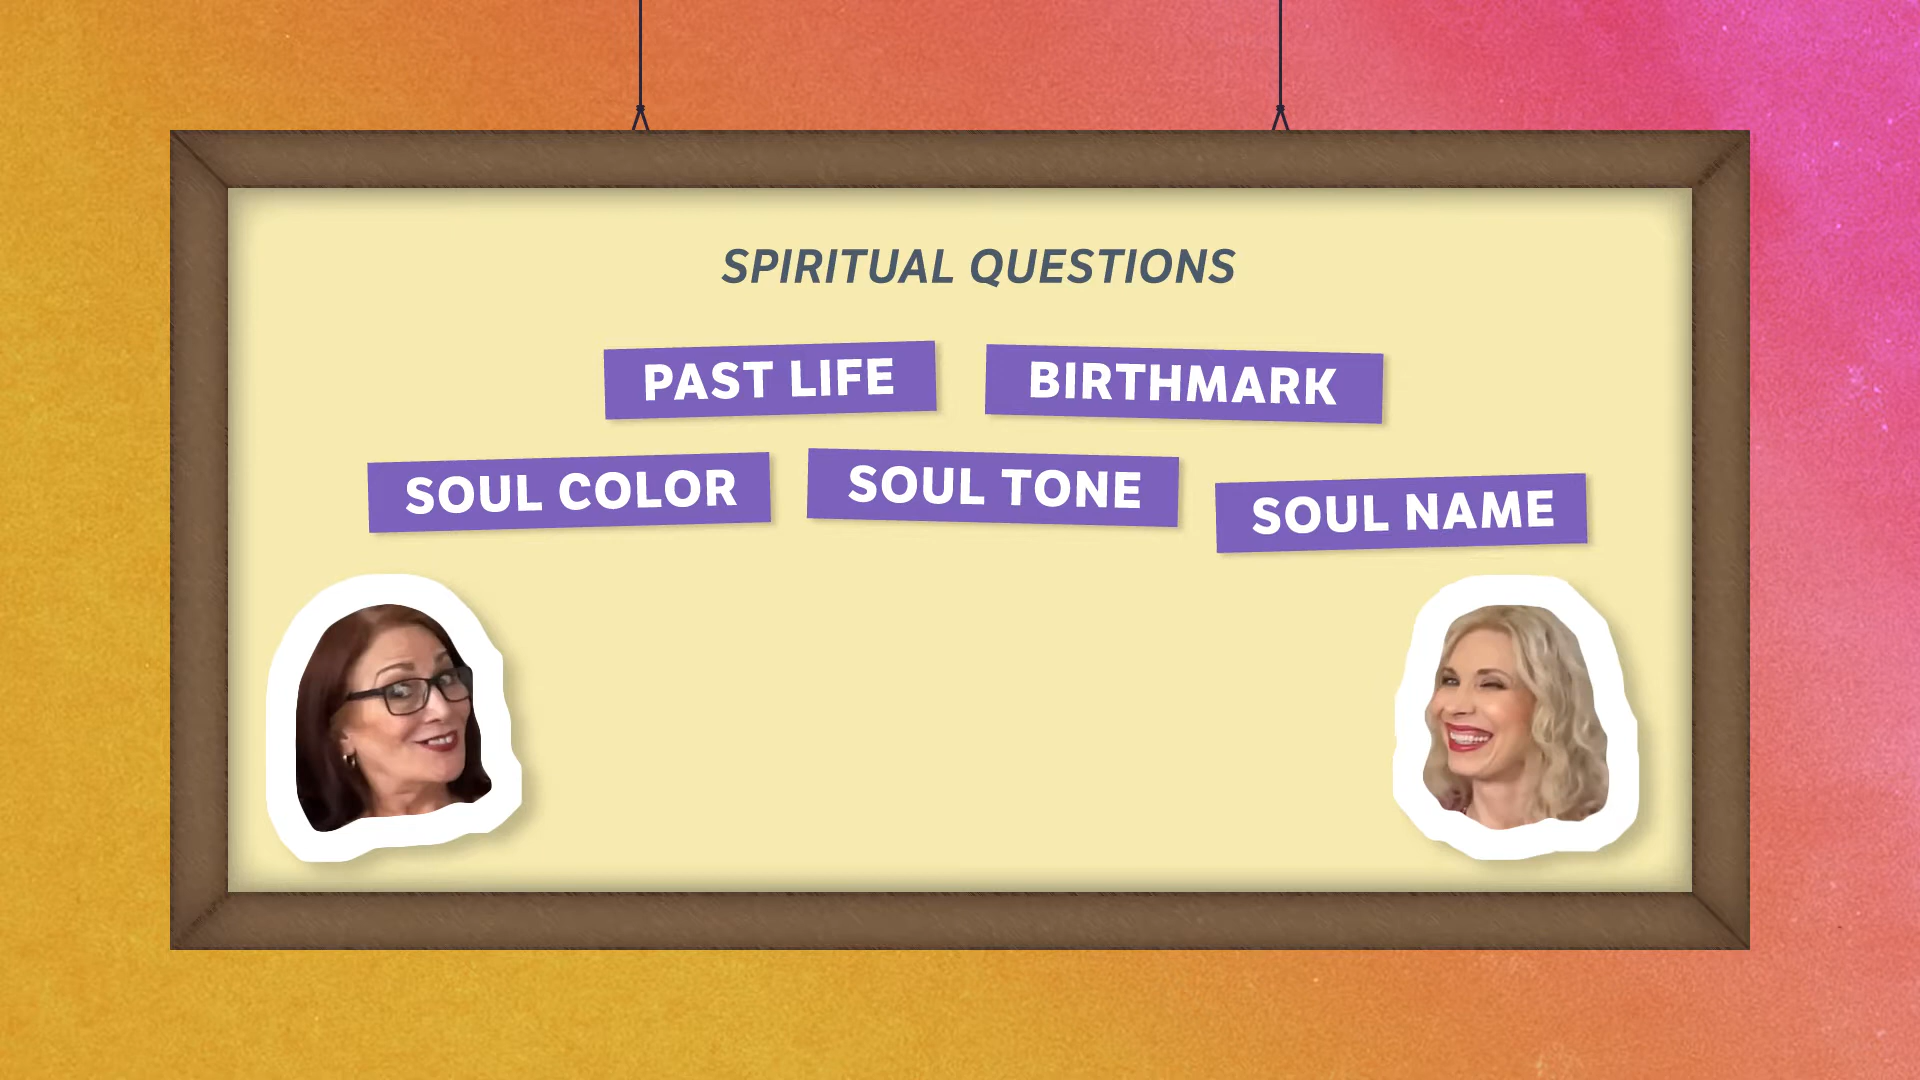 SPIRITUAL QUESTIONS
PAST LIFE BIRTHMARK
SOUL COLOR SOUL TONE SOUL NAME